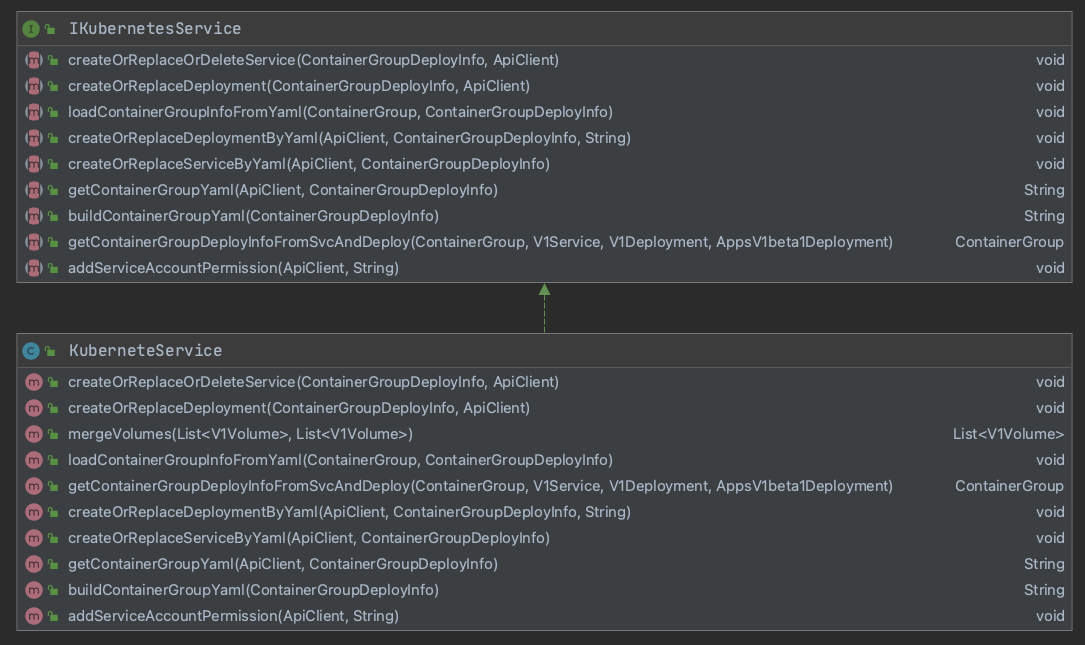 I IKubernetesService
m createOrReplaceOrDeleteService(ContainerGroupDeployInfo, ApiClient) void
m createOrReplaceDeployment(ContainerGroupDeployInfo, ApiClient) void
m loadContainerGroupInfoFromYaml(ContainerGroup, ContainerGroupDeployInfo) void
m createOrReplaceDeploymentByYaml(ApiClient, ContainerGroupDeployInfo, String) void
m createOrReplaceServiceByYaml(ApiClient, ContainerGroupDeployInfo) void
m getContainerGroupYaml(ApiClient, ContainerGroupDeployInfo) String
m buildContainerGroupYaml(ContainerGroupDeployInfo) String
m getContainerGroupDeployInfoFromSvcAndDeploy(ContainerGroup, V1Service, V1Deployment, AppsV1beta1Deployment) ContainerGroup
m addServiceAccountPermission(ApiClient, String) void
C KuberneteService
m createOrReplaceOrDeleteService(ContainerGroupDeployInfo, ApiClient) void
m createOrReplaceDeployment(ContainerGroupDeployInfo, ApiClient) void
m mergeVolumes(List<V1Volume>, List<V1Volume>) List<V1Volume>
m loadContainerGroupInfoFromYaml(ContainerGroup, ContainerGroupDeployInfo) void
m getContainerGroupDeployInfoFromSvcAndDeploy(ContainerGroup, V1Service, V1Deployment, AppsV1beta1Deployment) ContainerGroup
m createOrReplaceDeploymentByYaml(ApiClient, ContainerGroupDeployInfo, String) void
m createOrReplaceServiceByYaml(ApiClient, ContainerGroupDeployInfo) void
m getContainerGroupYaml(ApiClient, ContainerGroupDeployInfo) String
m buildContainerGroupYaml(ContainerGroupDeployInfo) String
m addServiceAccountPermission(ApiClient, String) void